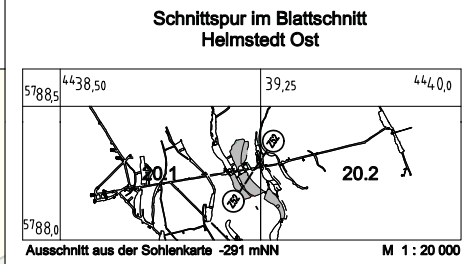 Schnittspur im Blattschnitt
Helmstedt Ost
4438,50 39,25 4440,0
5788,5
20.1 20.2
5788,0
Ausschnitt aus der Sohlenkarte -291 mNN M 1 : 20 000